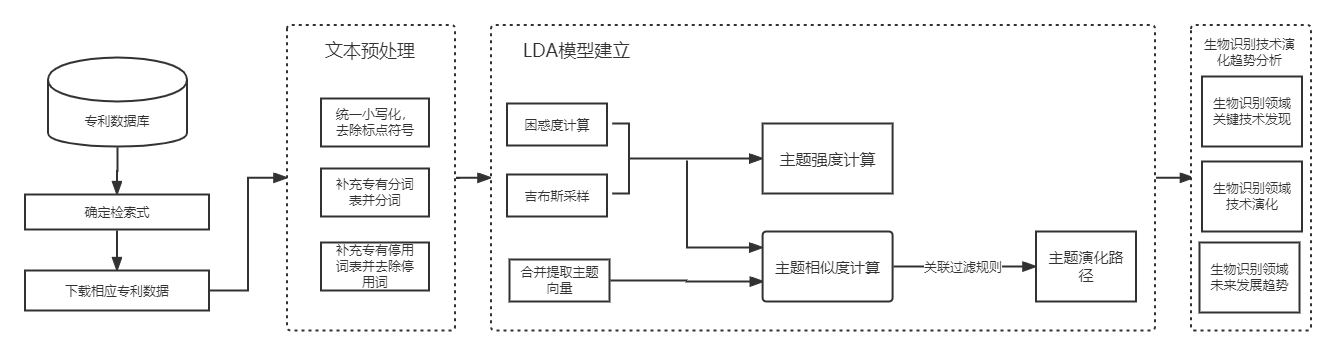 专利数据库
确定检索式
下载相应专利数据
文本预处理
统一小写化，
去除标点符号
补充专有分词
表并分词
补充专有停用
词表并去除停
用词
LDA模型建立
困惑度计算
吉布斯采样
合并提取主题
向量
主题强度计算
主题相似度计算
关联过滤规则
主题演化路
径
生物识别技术演
化趋势分析
生物识别领域
关键技术发现
生物识别领域
技术演化
生物识别领域
未来发展趋势